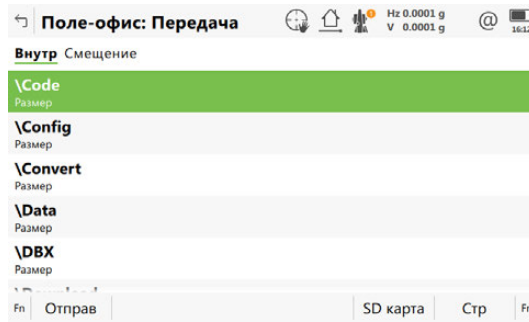 Поле-офис: Передача
Hz 0.0001 g
V 0.0001 g
@
Внутр Смещение
\Code
Размер
\Config
Размер
\Convert
Размер
\Data
Размер
\DBX
Размер
Fn Отправ SD карта Стр